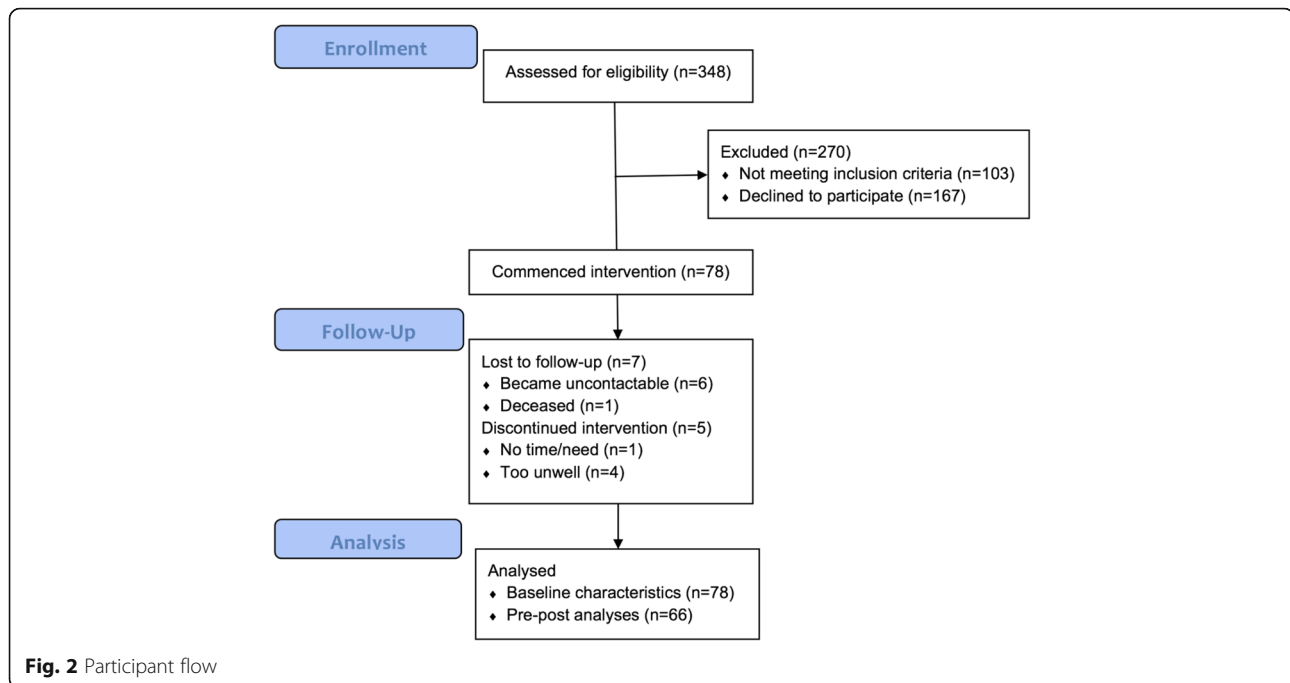 Enrollment
Assessed for eligibility (n=348)
Excluded (n=270)
♦ Not meeting inclusion criteria (n=103)
♦ Declined to participate (n=167)
Commenced intervention (n=78)
Follow-Up
Lost to follow-up (n=7)
♦ Became uncontactable (n=6)
♦ Deceased (n=1)
Discontinued intervention (n=5)
♦ No time/need (n=1)
♦ Too unwell (n=4)
Analysis
Analysed
♦ Baseline characteristics (n=78)
♦ Pre-post analyses (n=66)
Fig. 2 Participant flow